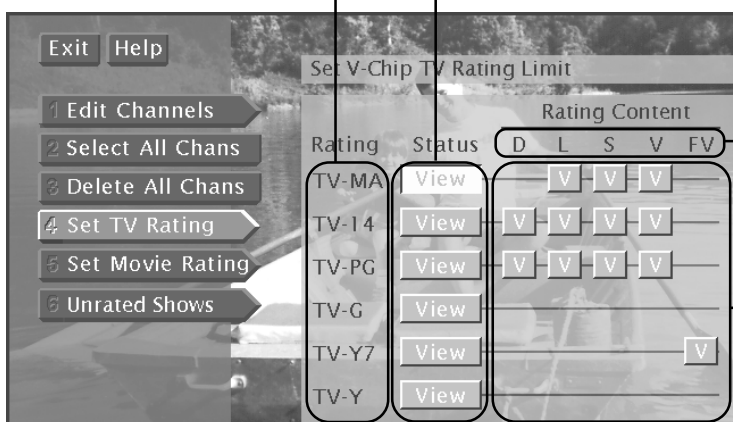 Exit Help
Set V-Chip TV Rating Limit
1 Edit Channels
2 Select All Chans
3 Delete All Chans
4 Set TV Rating
5 Set Movie Rating
6 Unrated Shows
Rating Content
Rating Status D L S V FV
TV-MA View V V V
TV-14 View V V V V
TV-PG View V V V V
TV-G View
TV-Y7 View V
TV-Y View